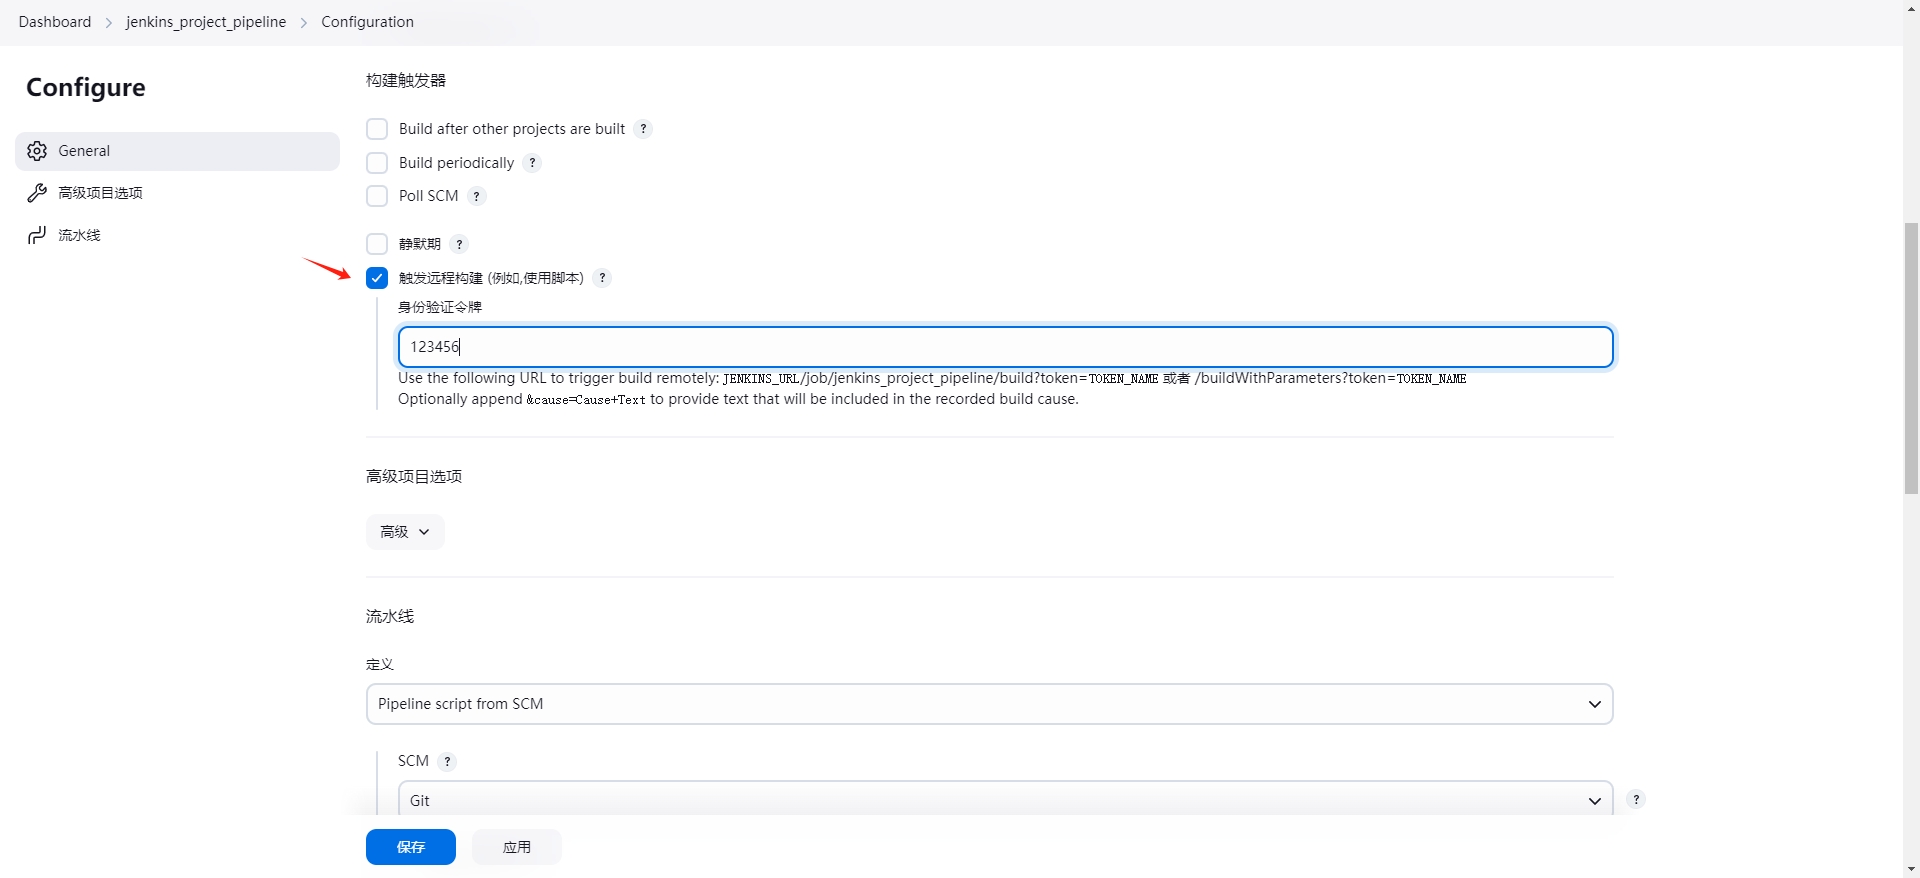 Dashboard > jenkins_project_pipeline > Configuration
Configure
General
高级项目选项
流水线
构建触发器
Build after other projects are built ?
Build periodically ?
Poll SCM ?
静默期 ?
触发远程构建 (例如,使用脚本) ?
身份验证令牌
123456
Use the following URL to trigger build remotely: JENKINS_URL/job/jenkins_project_pipeline/build?token=TOKEN_NAME 或者 /buildWithParameters?token=TOKEN_NAME
Optionally append &cause=Cause+Text to provide text that will be included in the recorded build cause.
高级项目选项
高级
流水线
定义
Pipeline script from SCM
SCM ?
Git ?
保存 应用